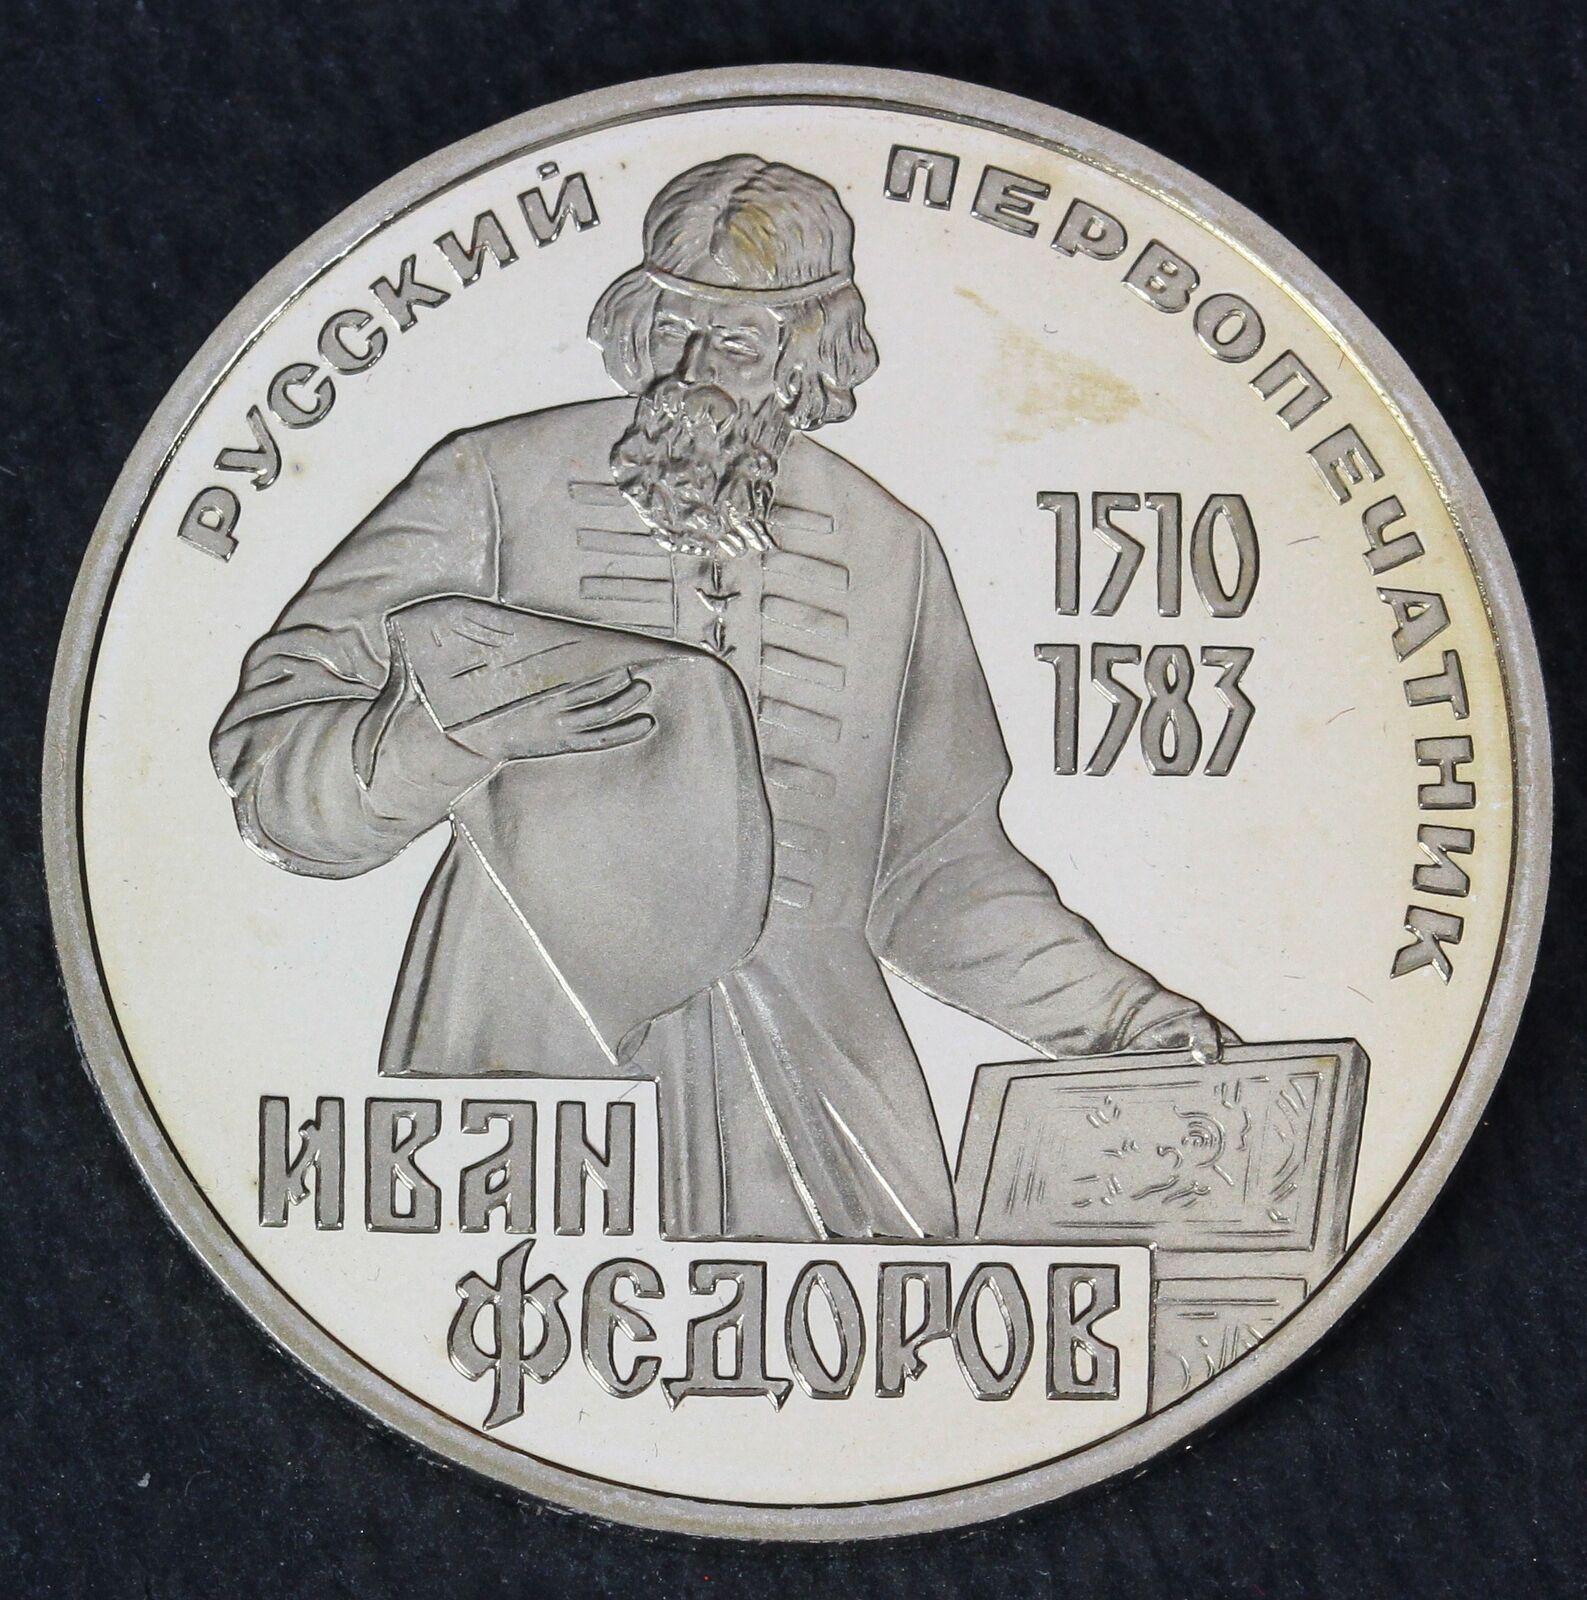 РУССКИЙ ПЕРВОПЕЧАТНИК
1510
1583
ИВАН
ФЕДОРОВ